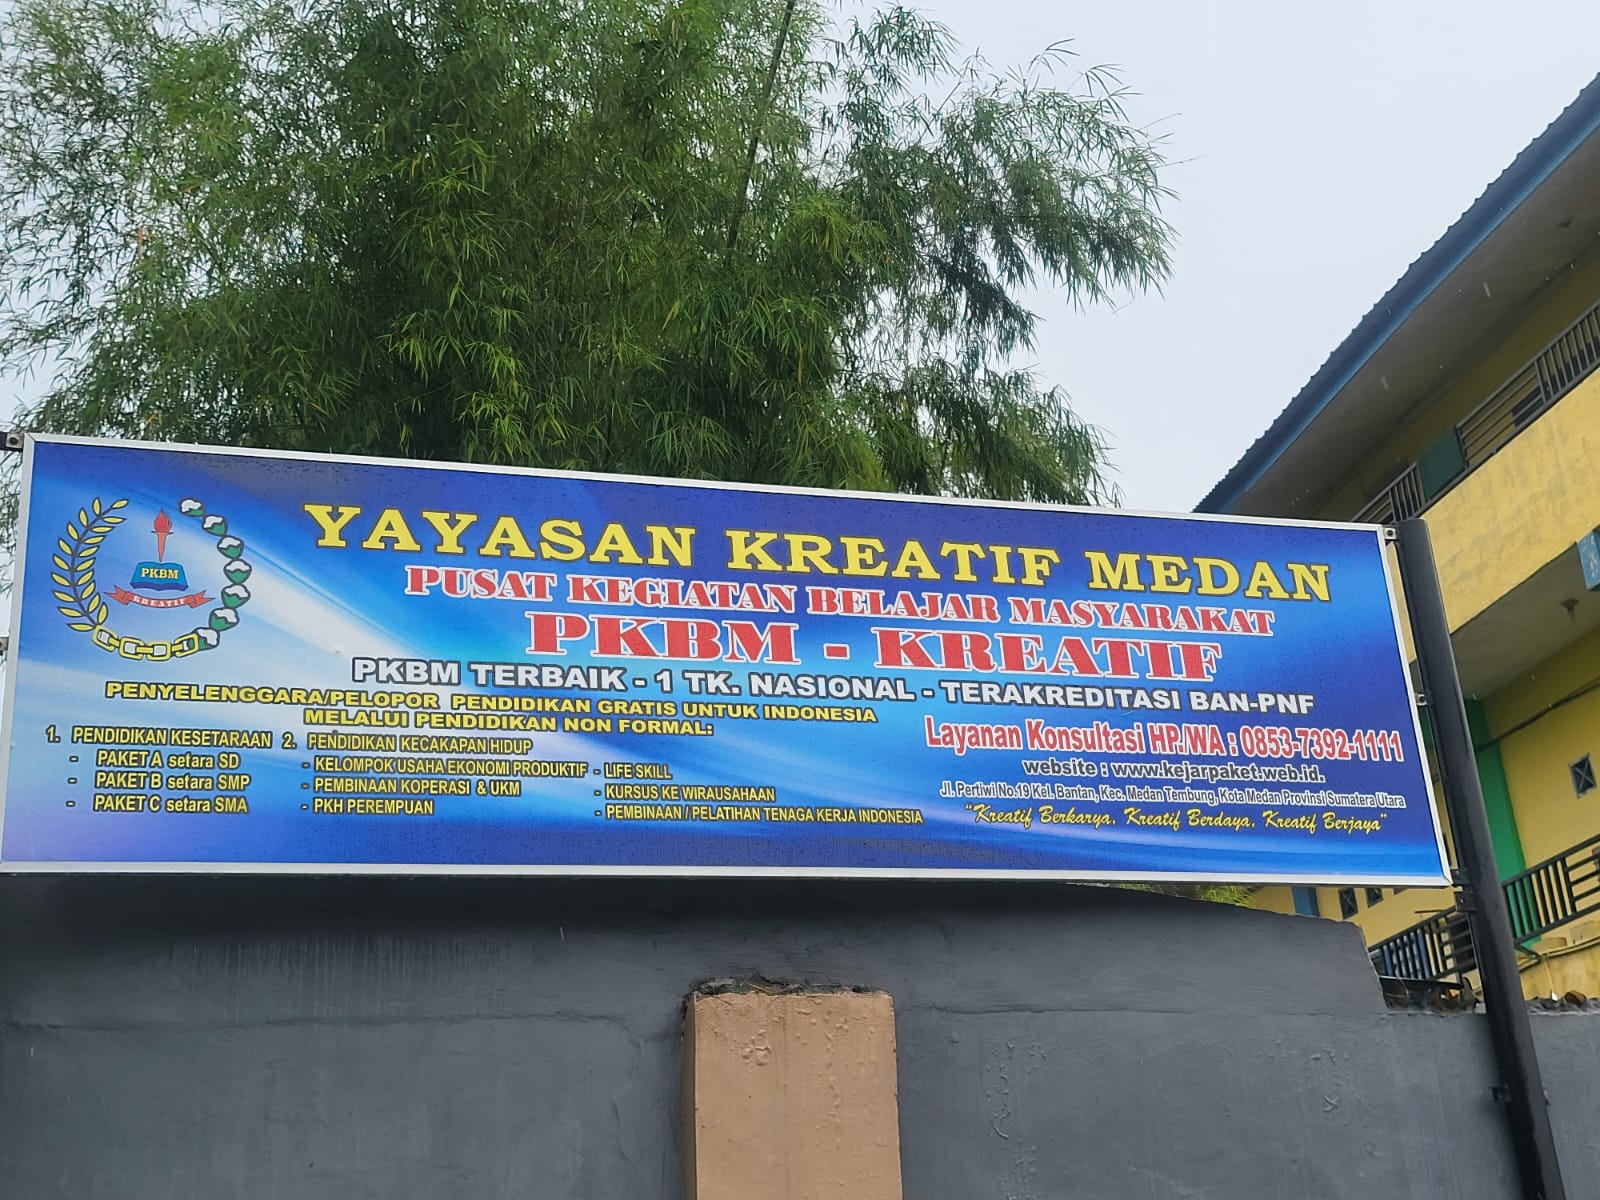 YAYASAN KREATIF MEDAN
PUSAT KEGIATAN BELAJAR MASYARAKAT
PKBM - KREATIF
PKBM TERBAIK - 1 TK. NASIONAL - TERAKREDITASI BAN-PNF
PKBM
KREATIF
PENYELENGGARA/PELOPOR PENDIDIKAN GRATIS UNTUK INDONESIA
MELALUI PENDIDIKAN NON FORMAL:
1. PENDIDIKAN KESETARAAN
- PAKET A setara SD
- PAKET B setara SMP
- PAKET C setara SMA
2. PENDIDIKAN KECAKAPAN HIDUP
- KELOMPOK USAHA EKONOMI PRODUKTIF
- PEMBINAAN KOPERASI & UKM
- PKH PEREMPUAN
- LIFE SKILL
- KURSUS KE WIRAUSAHAAN
- PEMBINAAN / PELATIHAN TENAGA KERJA INDONESIA
Layanan Konsultasi HP./WA : 0853-7392-1111
website : www.kejarpaket.web.id.
Jl. Pertiwi No.19 Kel. Bantan, Kec. Medan Tembung, Kota Medan Provinsi Sumatera Utara
"Kreatif Berkarya, Kreatif Berdaya, Kreatif Berjaya"